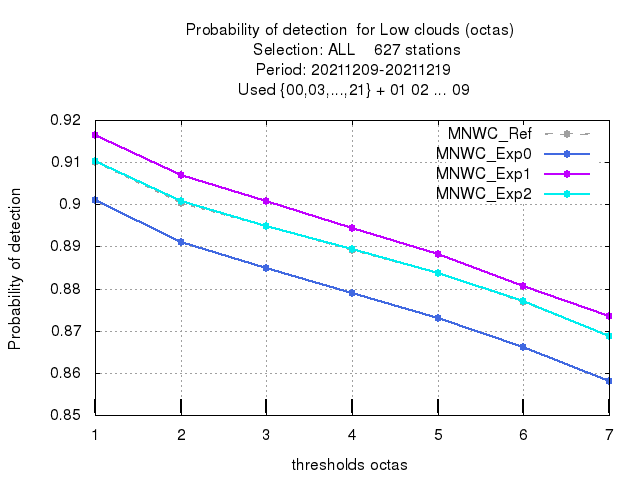 Probability of detection  for Low clouds (octas)
Selection: ALL    627 stations
Period: 20211209-20211219
Used {00,03,...,21} + 01 02 ... 09
MNWC_Ref
MNWC_Exp0
MNWC_Exp1
MNWC_Exp2
Probability of detection
0.92
0.91
0.9
0.89
0.88
0.87
0.86
0.85
1 2 3 4 5 6 7
thresholds octas